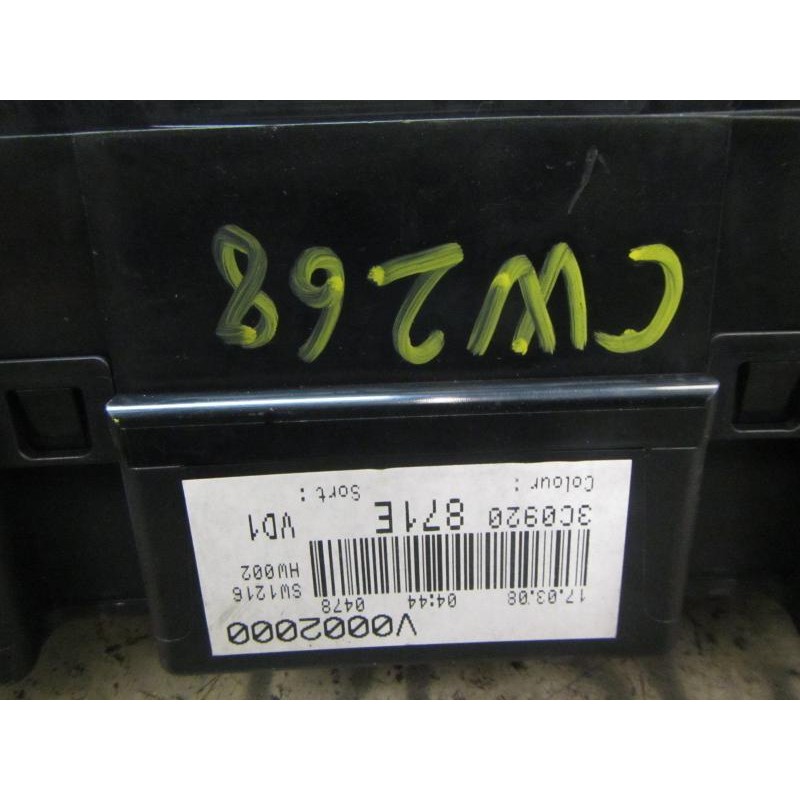 V0002000
17.03.08 04:44 0478 SW1216
HW002
3C0920 871E VD1
Colour : Sort :
CW268